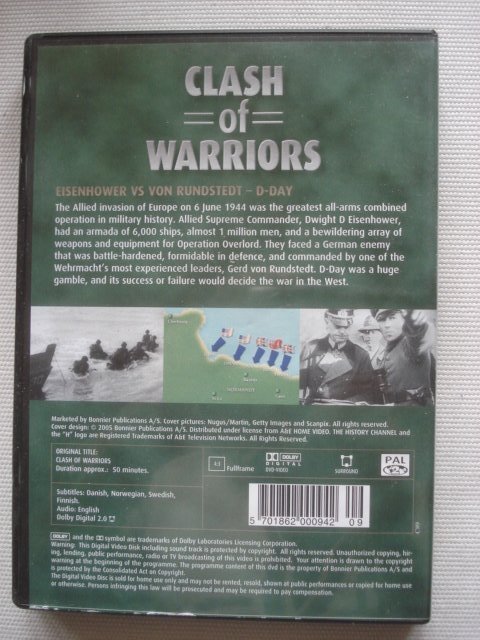 CLASH
of
WARRIORS
EISENHOWER VS VON RUNDSTEDT – D-DAY
The Allied invasion of Europe on 6 June 1944 was the greatest all-arms combined
operation in military history. Allied Supreme Commander, Dwight D Eisenhower,
had an armada of 6,000 ships, almost 1 million men, and a bewildering array of
weapons and equipment for Operation Overlord. They faced a German enemy
that was battle-hardened, formidable in defence, and commanded by one of the
Wehrmacht's most experienced leaders, Gerd von Rundstedt. D-Day was a huge
gamble, and its success or failure would decide the war in the West.
Cherbourg
NORMANDY
Caen
Marketed by Bonnier Publications A/S. Cover pictures: Nugus/Martin, Getty Images and Scanpix. All rights reserved.
Cover design: © 2005 Bonnier Publications A/S. Distributed under license from A&E HOME VIDEO. THE HISTORY CHANNEL and
the "H" logo are Registered Trademarks of A&E Television Networks. All Rights Reserved.
ORIGINAL TITLE:
CLASH OF WARRIORS
Duration approx.: 50 minutes.
4:3 Fullframe
DOLBY
DIGITAL
DVD-VIDEO
SURROUND
PAL
2
Subtitles: Danish, Norwegian, Swedish,
Finnish.
Audio: English
Dolby Digital 2.0
5 701862 000942 09
DOLBY and the DD symbol are trademarks of Dolby Laboratories Licensing Corporation.
Warning: This Digital Video Disc including sound track is protected by copyright. All rights reserved. Unauthorized copying, hir-
ing, lending, public performance, radio or TV broadcasting of this video is prohibited. Your attention is drawn to the copyright
warning at the beginning of the programme. The programme content of this dvd is the property of Bonnier Publications A/S and
is protected by the Consolidated Act on Copyright.
The Digital Video Disc is sold for home use only and may not be rented, resold, shared at public performances or copied for home use
or otherwise. Persons infringing this law will be prosecuted and may be required to pay compensation.